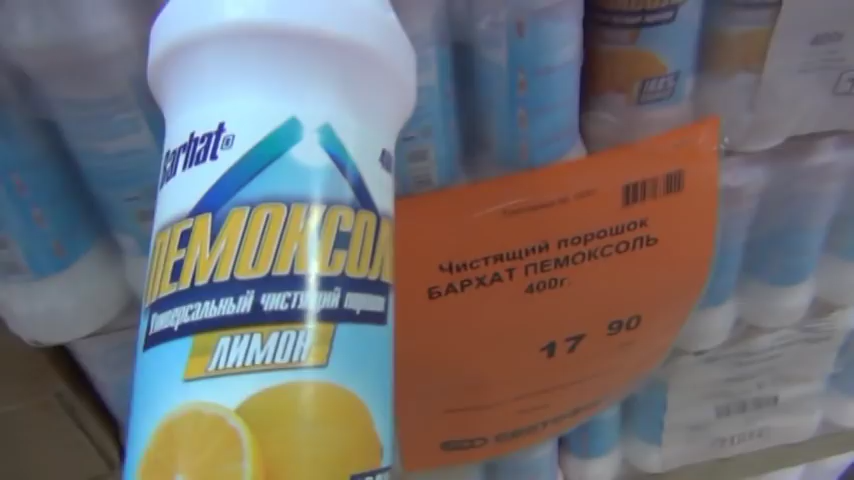 Barhat
ПЕМОКСОЛ
Универсальный чистящий порошок
ЛИМОН
Чистящий порошок
БАРХАТ ПЕМОКСОЛЬ
400г.
17 90